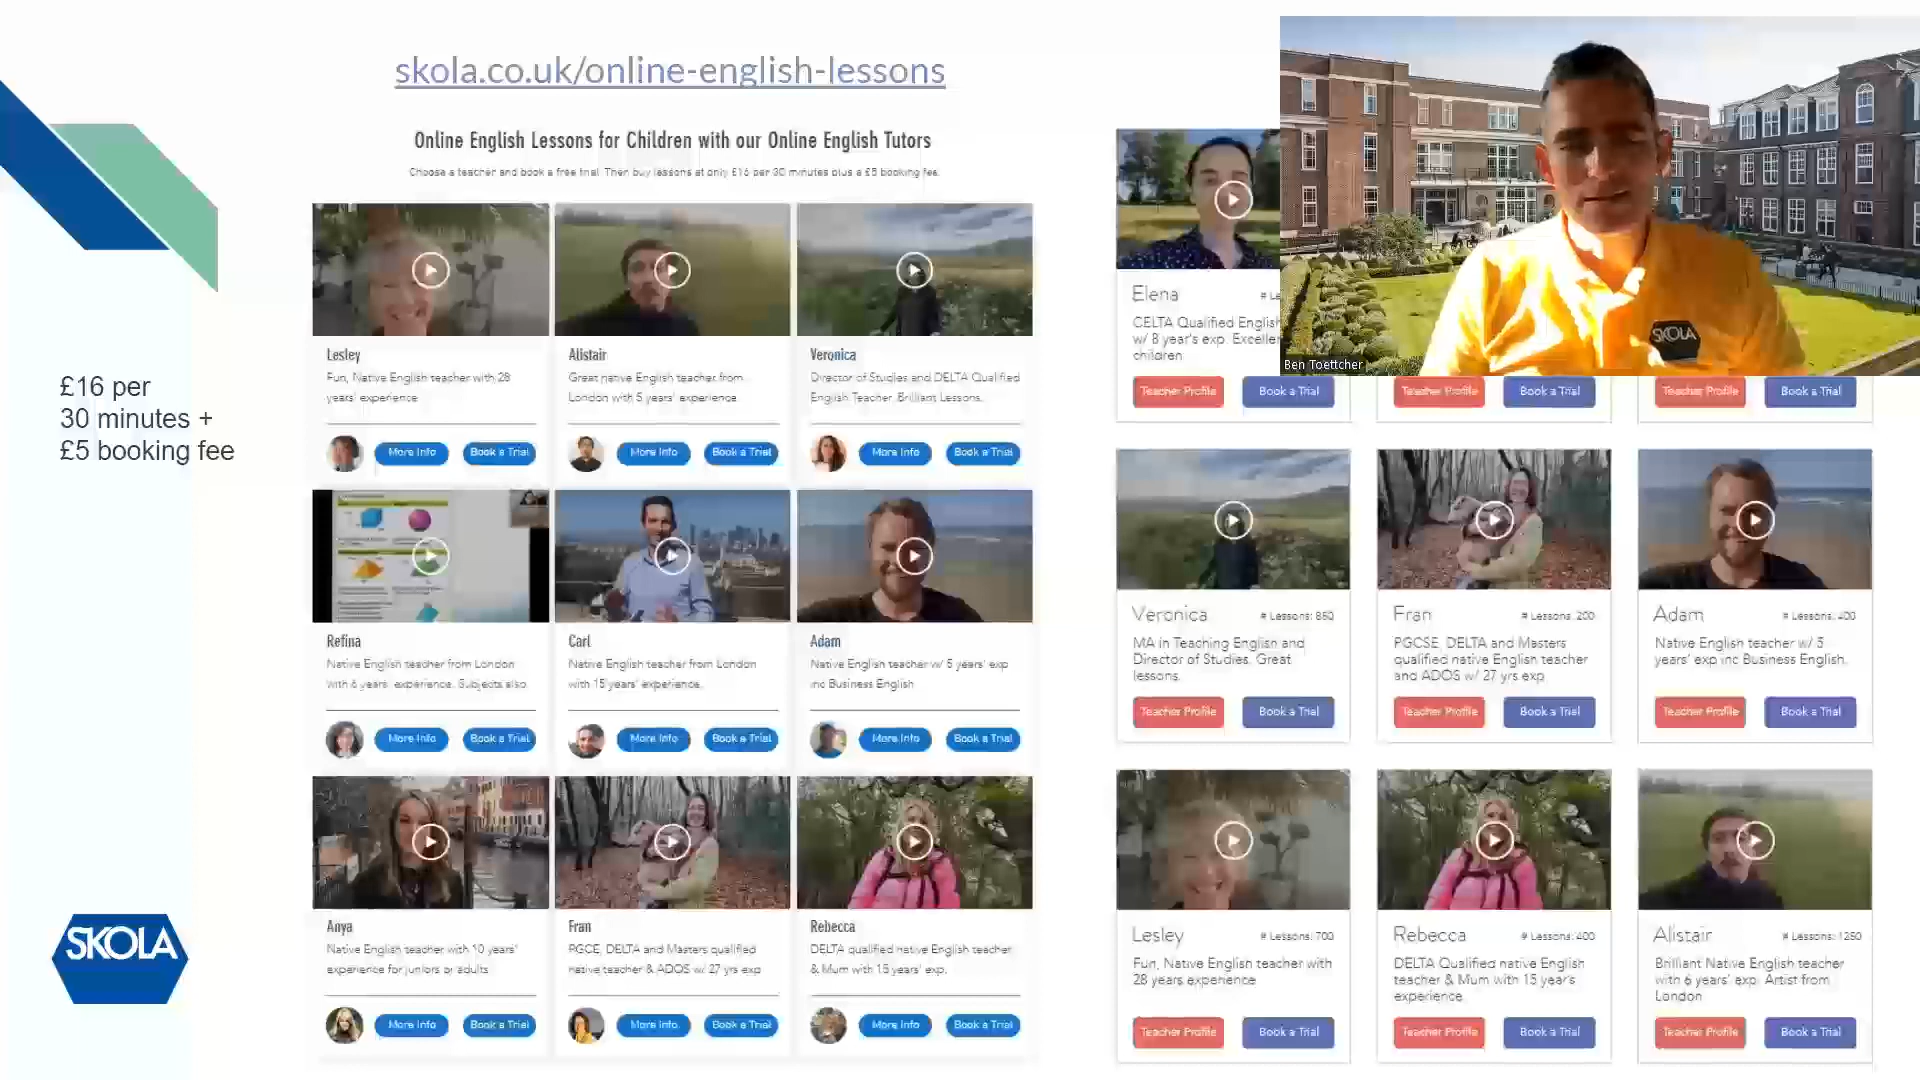 skola.co.uk/online-english-lessons
Online English Lessons for Children with our Online English Tutors
Choose a teacher and book a free trial. Then buy lessons at only £16 per 30 minutes plus a £5 booking fee.
£16 per
30 minutes +
£5 booking fee
SKOLA
Lesley
Fun, Native English teacher with 28
years' experience
More Info
Book a Trial
Alistair
Great native English teacher from
London with 5 years' experience.
More Info
Book a Trial
Veronica
Director of Studies and DELTA Qualified
English Teacher. Brilliant Lessons.
More Info
Book a Trial
Refina
Native English teacher from London
with 6 years' experience. Subjects also
More Info
Book a Trial
Carl
Native English teacher from London
with 15 years' experience.
More Info
Book a Trial
Adam
Native English teacher w/ 5 years' exp
inc Business English
More Info
Book a Trial
Anya
Native English teacher with 10 years'
experience for juniors or adults
More Info
Book a Trial
Fran
PGCE, DELTA and Masters qualified
native teacher & ADOS w/ 27 yrs exp
More Info
Book a Trial
Rebecca
DELTA qualified native English teacher
& Mum with 15 years' exp.
More Info
Book a Trial
SKOLA
Ben Toettcher
Elena
# Le
CELTA Qualified English
w/ 8 year's exp. Excellen
children
Teacher Profile
Book a Trial
Teacher Profile
Book a Trial
Teacher Profile
Book a Trial
Veronica
# Lessons: 850
MA in Teaching English and
Director of Studies. Great
lessons.
Teacher Profile
Book a Trial
Fran
# Lessons: 200
PGCSE, DELTA and Masters
qualified native English teacher
and ADOS w/ 27 yrs exp
Teacher Profile
Book a Trial
Adam
# Lessons: 400
Native English teacher w/ 5
years' exp inc Business English.
Teacher Profile
Book a Trial
Lesley
# Lessons: 700
Fun, Native English teacher with
28 years experience
Teacher Profile
Book a Trial
Rebecca
# Lessons: 400
DELTA Qualified native English
teacher & Mum with 15 year's
experience.
Teacher Profile
Book a Trial
Alistair
# Lessons: 1250
Brilliant Native English teacher
with 6 years' exp. Artist from
London
Teacher Profile
Book a Trial